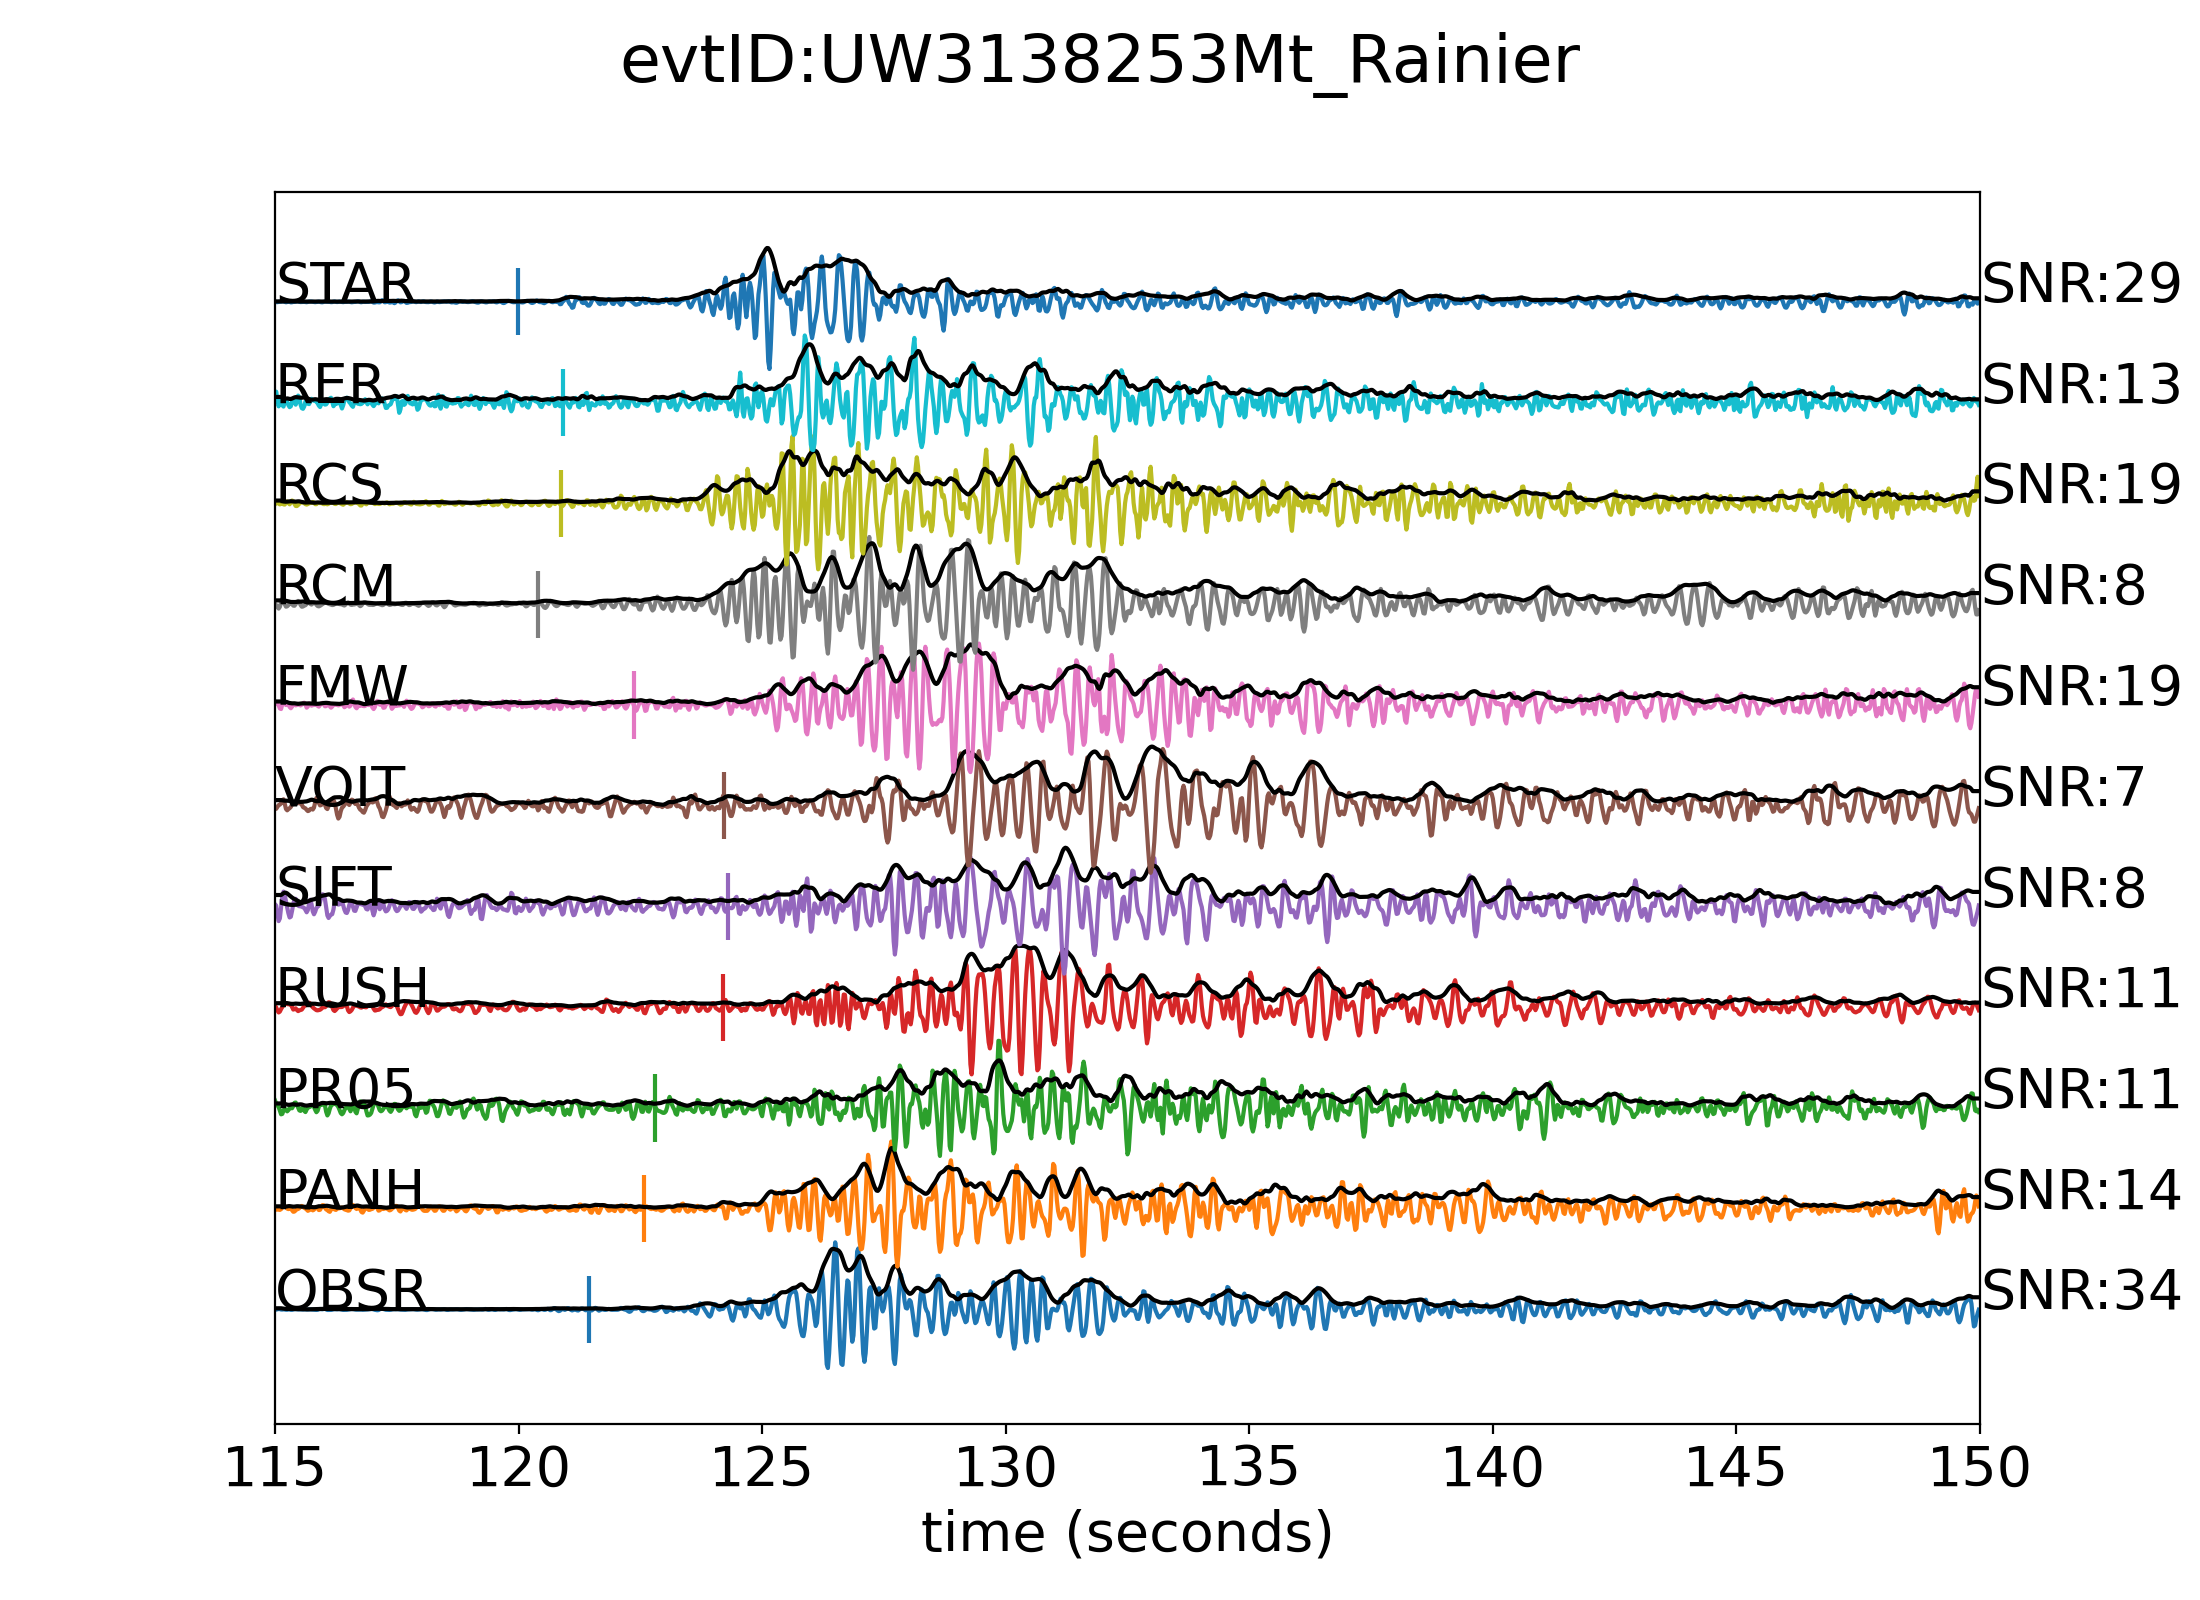 evtID:UW3138253Mt_Rainier
STAR SNR:29
RER SNR:13
RCS SNR:19
RCM SNR:8
FMW SNR:19
VOIT SNR:7
SIFT SNR:8
RUSH SNR:11
PR05 SNR:11
PANH SNR:14
OBSR SNR:34
115 120 125 130 135 140 145 150
time (seconds)